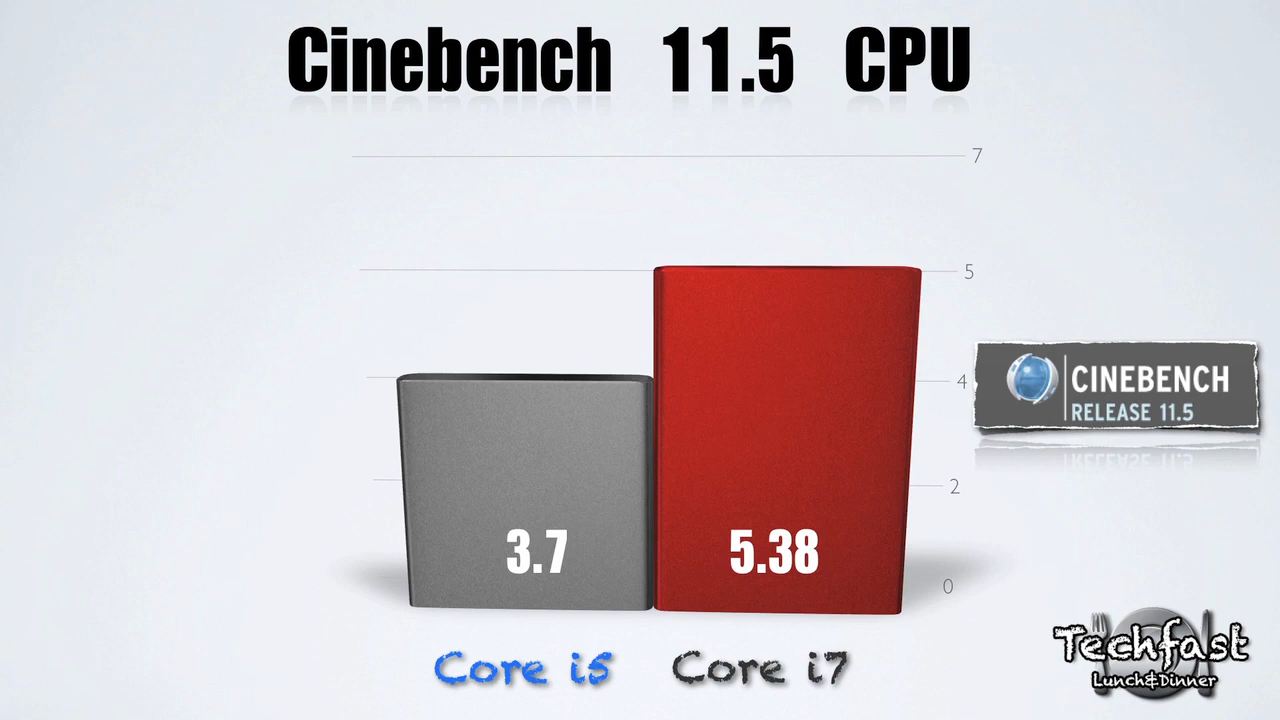 Cinebench 11.5 CPU
7
5
4
2
0
3.7
5.38
Core i5
Core i7
CINEBENCH
RELEASE 11.5
Techfast
Lunch&Dinner